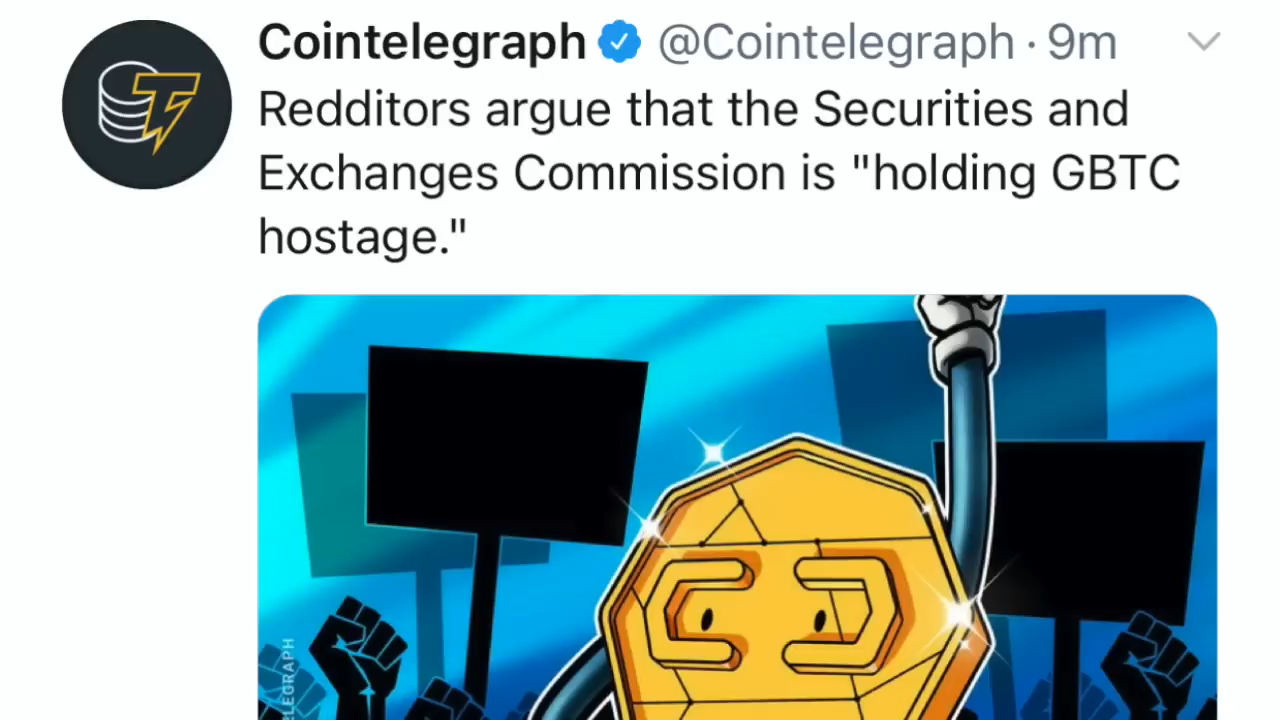 Cointelegraph @Cointelegraph · 9m
Redditors argue that the Securities and
Exchanges Commission is "holding GBTC
hostage."